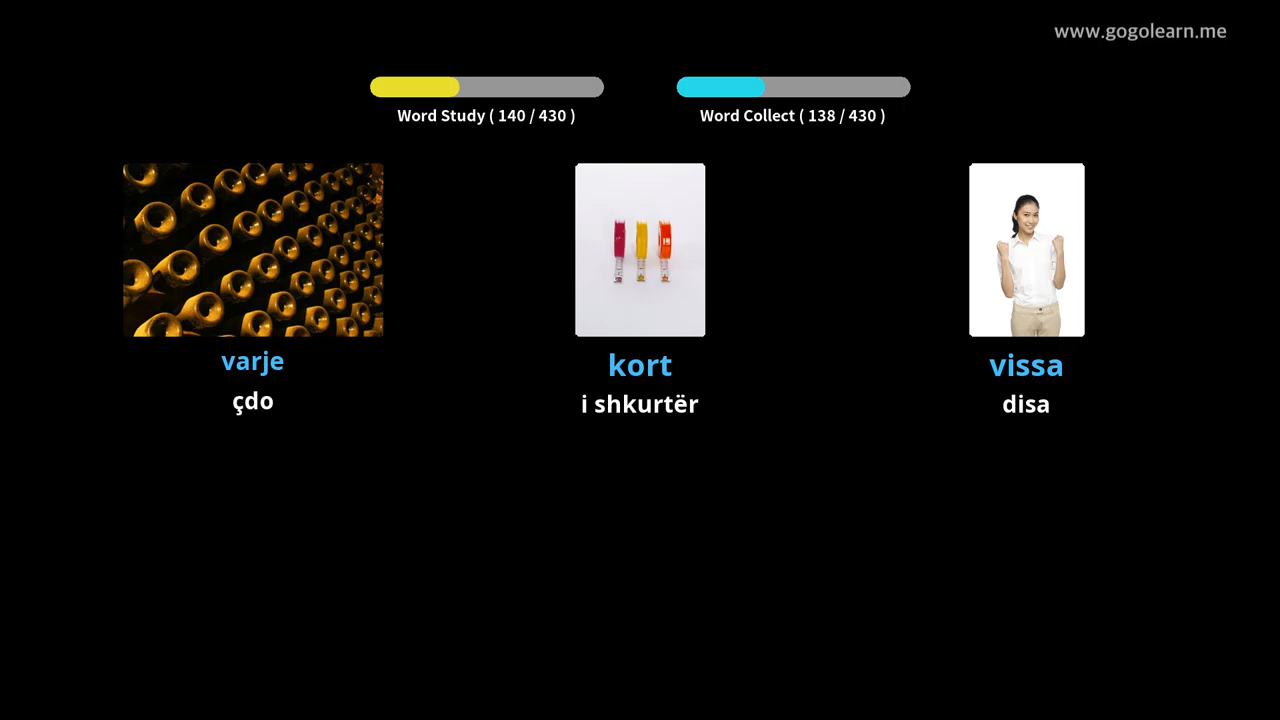 www.gogolearn.me
Word Study ( 140 / 430 )
Word Collect ( 138 / 430 )
varje
çdo
kort
i shkurtër
vissa
disa